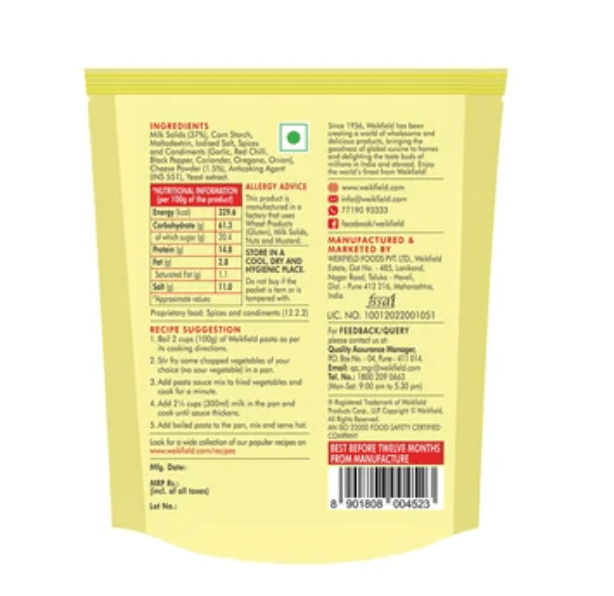 INGREDIENTS
Milk Solids (37%), Corn Starch,
Maltodextrin, Iodised Salt, Spices
and Condiments (Garlic, Red Chili,
Black Pepper, Coriander, Oregano, Onion),
Cheese Powder (1.5%), Anticaking Agent
(INS 551), Yeast extract.
*NUTRITIONAL INFORMATION
(per 100g of the product)
Energy (kcal) 329.6
Carbohydrate (g) 61.3
of which sugar (g) 20.4
Protein (g) 14.8
Fat (g) 2.8
Saturated Fat (g) 1.1
Salt (g) 11.0
*Approximate values
ALLERGY ADVICE
This product is
manufactured in a
factory that uses
Wheat Products
(Gluten), Milk Solids,
Nuts and Mustard.
STORE IN A
COOL, DRY AND
HYGIENIC PLACE.
Do not buy if the
packet is torn or is
tampered with.
Proprietory food: Spices and condiments (12.2.2)
RECIPE SUGGESTION
1. Boil 2 cups (100g) of Weikfield pasta as per
its cooking directions.
2. Stir fry some chopped vegetables of your
choice (no sour vegetable) in a pan.
3. Add pasta sauce mix to fried vegetables and
cook for a minute.
4. Add 2½ cups (300ml) milk in the pan and
cook until sauce thickens.
5. Add boiled pasta to the pan, mix and serve hot.
Look for a wide collection of our popular recipes on
www.weikfield.com/recipes
Mfg. Date:
MRP Rs.:
(incl. of all taxes)
Lot No.:
Since 1956, Weikfield has been
creating a world of wholesome and
delicious products, bringing the
goodness of global cuisine to homes
and delighting the taste buds of
millions in India and abroad. Enjoy
the world's finest from Weikfield!
www.weikfield.com
info@weikfield.com
77190 93333
facebook/weikfield
MANUFACTURED &
MARKETED BY
WEIKFIELD FOODS PVT. LTD., Weikfield
Estate, Gat No. - 485, Lonikand,
Nagar Road, Taluka - Haveli,
Dist. - Pune 412 216, Maharashtra,
India.
fssai
LIC. NO. 10012022001051
For FEEDBACK/QUERY
please contact us at:
Quality Assurance Manager,
P.O. Box No. - 04, Pune - 411 014.
Email: qa_mgr@weikfield.com
Tel. No.: 1800 209 0663
(Mon-Sat: 9:00 am to 5:30 pm)
® Registered Trademark of Weikfield
Products Corp., LLP. Copyright © Weikfield.
All Rights Reserved.
AN ISO 22000 FOOD SAFETY CERTIFIED
COMPANY
BEST BEFORE TWELVE MONTHS
FROM MANUFACTURE
8 901808 004523